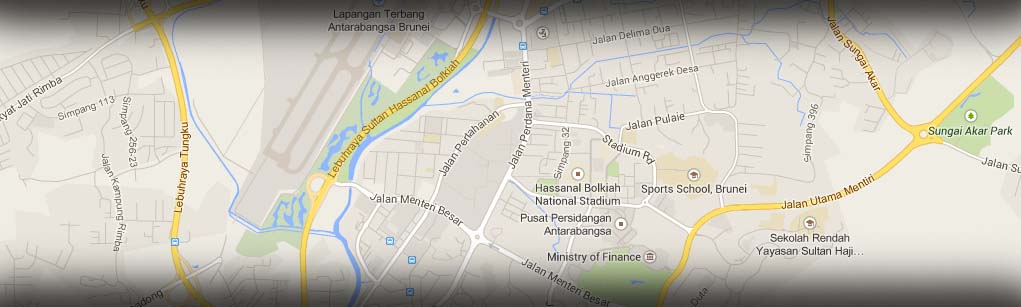 Lapangan Terbang
Antarabangsa Brunei
Jalan Delima Dua
Jalan Sungai Akar
Jati Rimba
Simpang 113
Lebuhraya Sultan Hassanal Bolkiah
Jalan Perdana Menteri
Jalan Anggerek Desa
Simpang 256-23
Jalan Pertahanan
Simpang 32
Jalan Pulaie
Stadium Rd
Simpang 396
Sungai Akar Park
Lebuhraya Tungku
Jalan Kampung Rimba
Hassanal Bolkiah
National Stadium
Sports School, Brunei
Jalan Utama Mentiri
Jalan Menteri Besar
Pusat Persidangan
Antarabangsa
Sekolah Rendah
Yayasan Sultan Haji...
Ministry of Finance
Jalan Menteri Besar
Duta